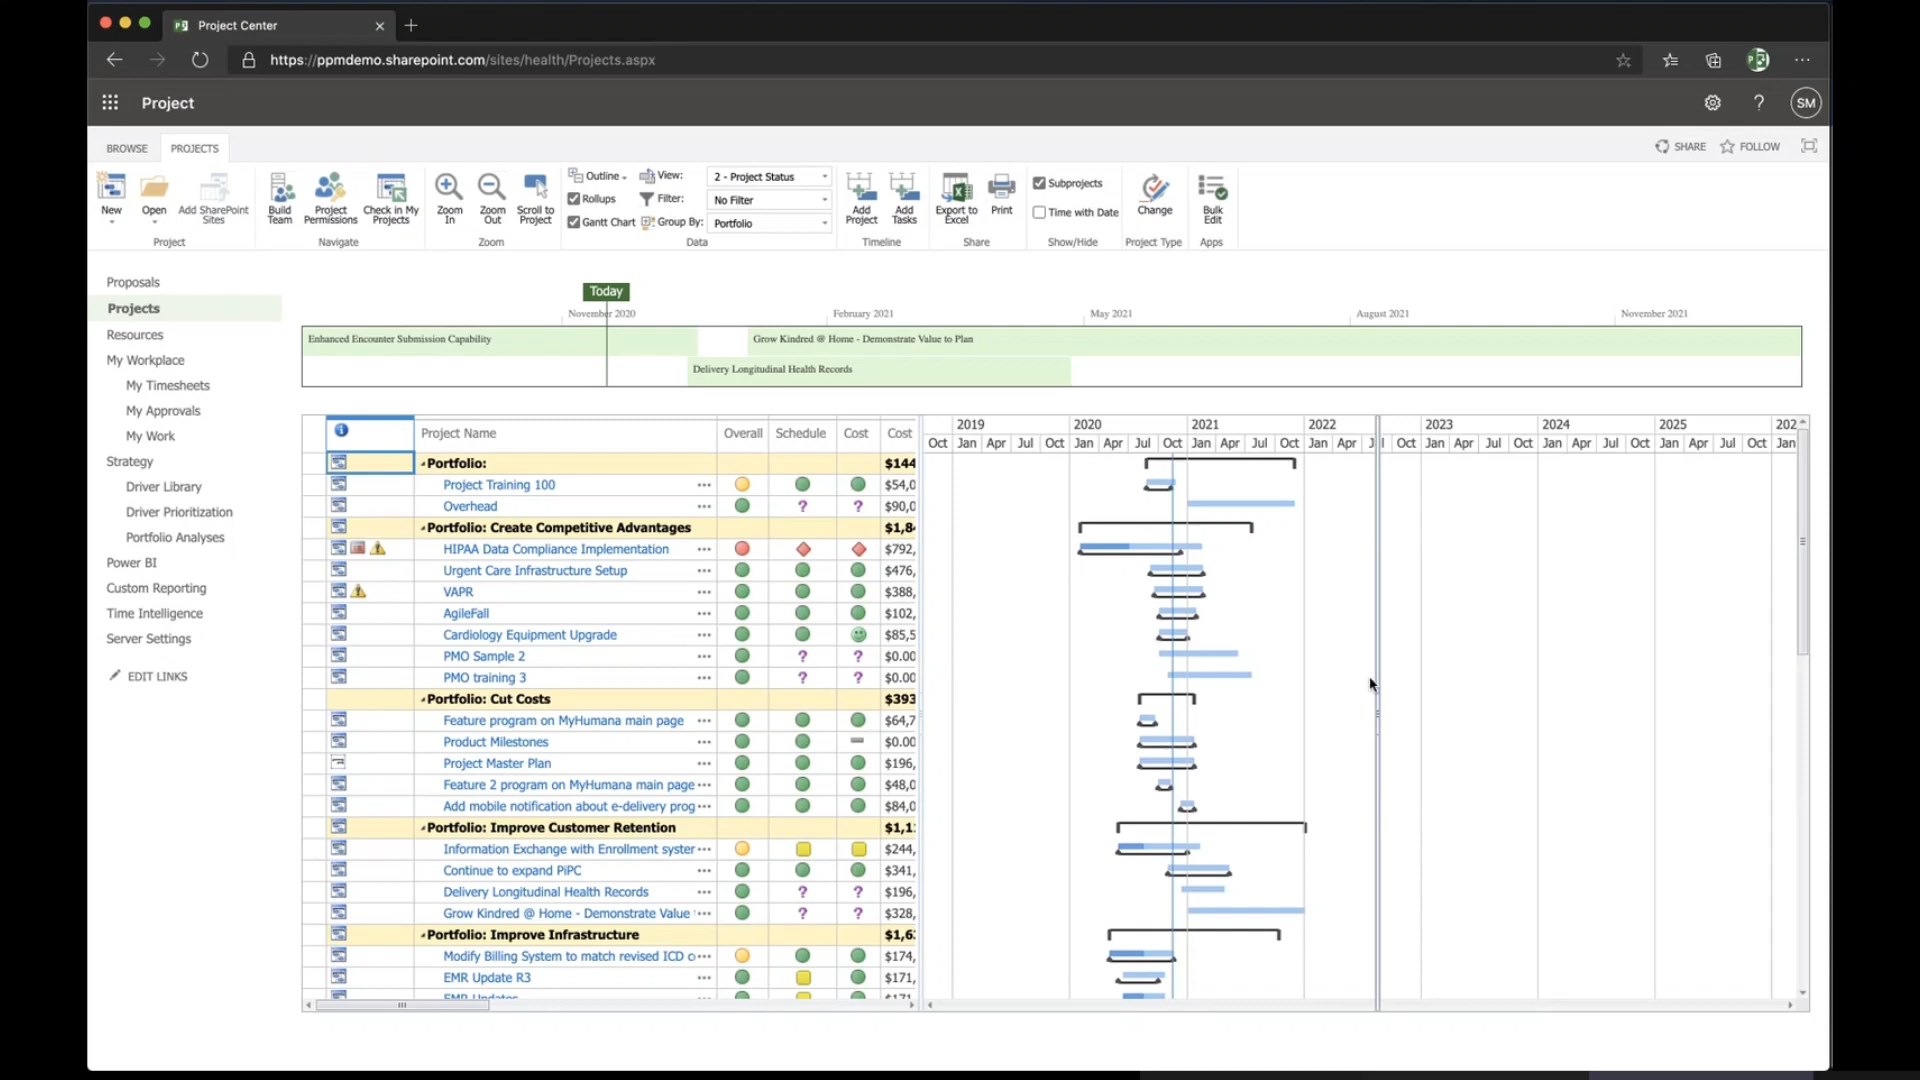 Project Center
https://ppmdemo.sharepoint.com/sites/health/Projects.aspx
Project
SM
BROWSE PROJECTS
SHARE FOLLOW
New
Open
Add SharePoint Sites
Project
Build Team
Project Permissions
Check in My Projects
Navigate
Zoom In
Zoom Out
Scroll to Project
Zoom
Outline
Rollups
Gantt Chart
View: 2 - Project Status
Filter: No Filter
Group By: Portfolio
Data
Add Project
Add Tasks
Timeline
Export to Excel
Print
Share
Subprojects
Time with Date
Show/Hide
Change
Project Type
Bulk Edit
Apps
Proposals
Projects
Resources
My Workplace
My Timesheets
My Approvals
My Work
Strategy
Driver Library
Driver Prioritization
Portfolio Analyses
Power BI
Custom Reporting
Time Intelligence
Server Settings
EDIT LINKS
Today
November 2020 February 2021 May 2021 August 2021 November 2021
Enhanced Encounter Submission Capability Grow Kindred @ Home - Demonstrate Value to Plan
Delivery Longitudinal Health Records
Project Name Overall Schedule Cost Cost
2019 2020 2021 2022 2023 2024 2025 202
Oct Jan Apr Jul Oct Jan Apr Jul Oct Jan Apr Jul Oct Jan Apr J l Oct Jan Apr Jul Oct Jan Apr Jul Oct Jan Apr Jul Oct Jan
Portfolio: $144
Project Training 100 ••• $54,0
Overhead ••• ? ? $90,0
Portfolio: Create Competitive Advantages $1,84
HIPAA Data Compliance Implementation ••• $792,
Urgent Care Infrastructure Setup ••• $476,
VAPR ••• $388,
AgileFall ••• $102,
Cardiology Equipment Upgrade ••• $85,5
PMO Sample 2 ••• ? ? $0.00
PMO training 3 ••• ? ? $0.00
Portfolio: Cut Costs $393
Feature program on MyHumana main page ••• $64,7
Product Milestones ••• $0.00
Project Master Plan ••• $196,
Feature 2 program on MyHumana main page ••• $48,0
Add mobile notification about e-delivery prog ••• $84,0
Portfolio: Improve Customer Retention $1,1
Information Exchange with Enrollment syster ••• $244,
Continue to expand PiPC ••• $341,
Delivery Longitudinal Health Records ••• ? ? $196,
Grow Kindred @ Home - Demonstrate Value ••• ? ? $328,
Portfolio: Improve Infrastructure $1,6
Modify Billing System to match revised ICD c ••• $174,
EMR Update R3 ••• $171,
EMR Updates $171